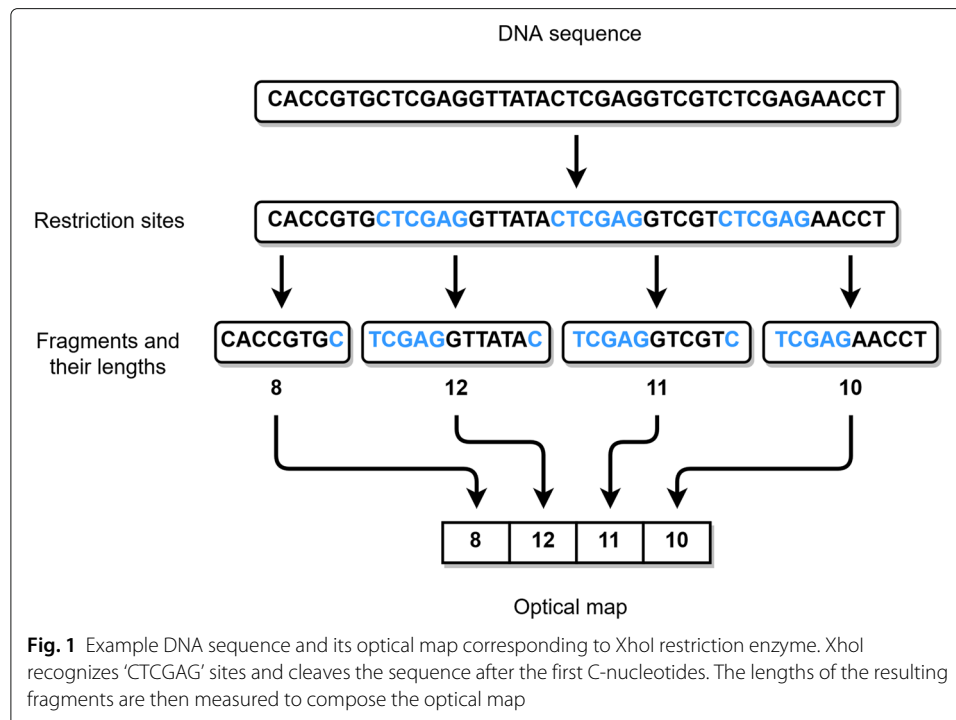 DNA sequence
CACCGTGCTCGAGGTTATACTCGAGGTCGTCTCGAGAACCT
Restriction sites
CACCGTGCTCGAGGTTATACTCGAGGTCGTCTCGAGAACCT
Fragments and
their lengths
CACCGTGC TCGAGGTTATAC TCGAGGTCGTC TCGAGAACCT
8 12 11 10
8 12 11 10
Optical map
Fig. 1 Example DNA sequence and its optical map corresponding to XhoI restriction enzyme. XhoI
recognizes ‘CTCGAG’ sites and cleaves the sequence after the first C-nucleotides. The lengths of the resulting
fragments are then measured to compose the optical map